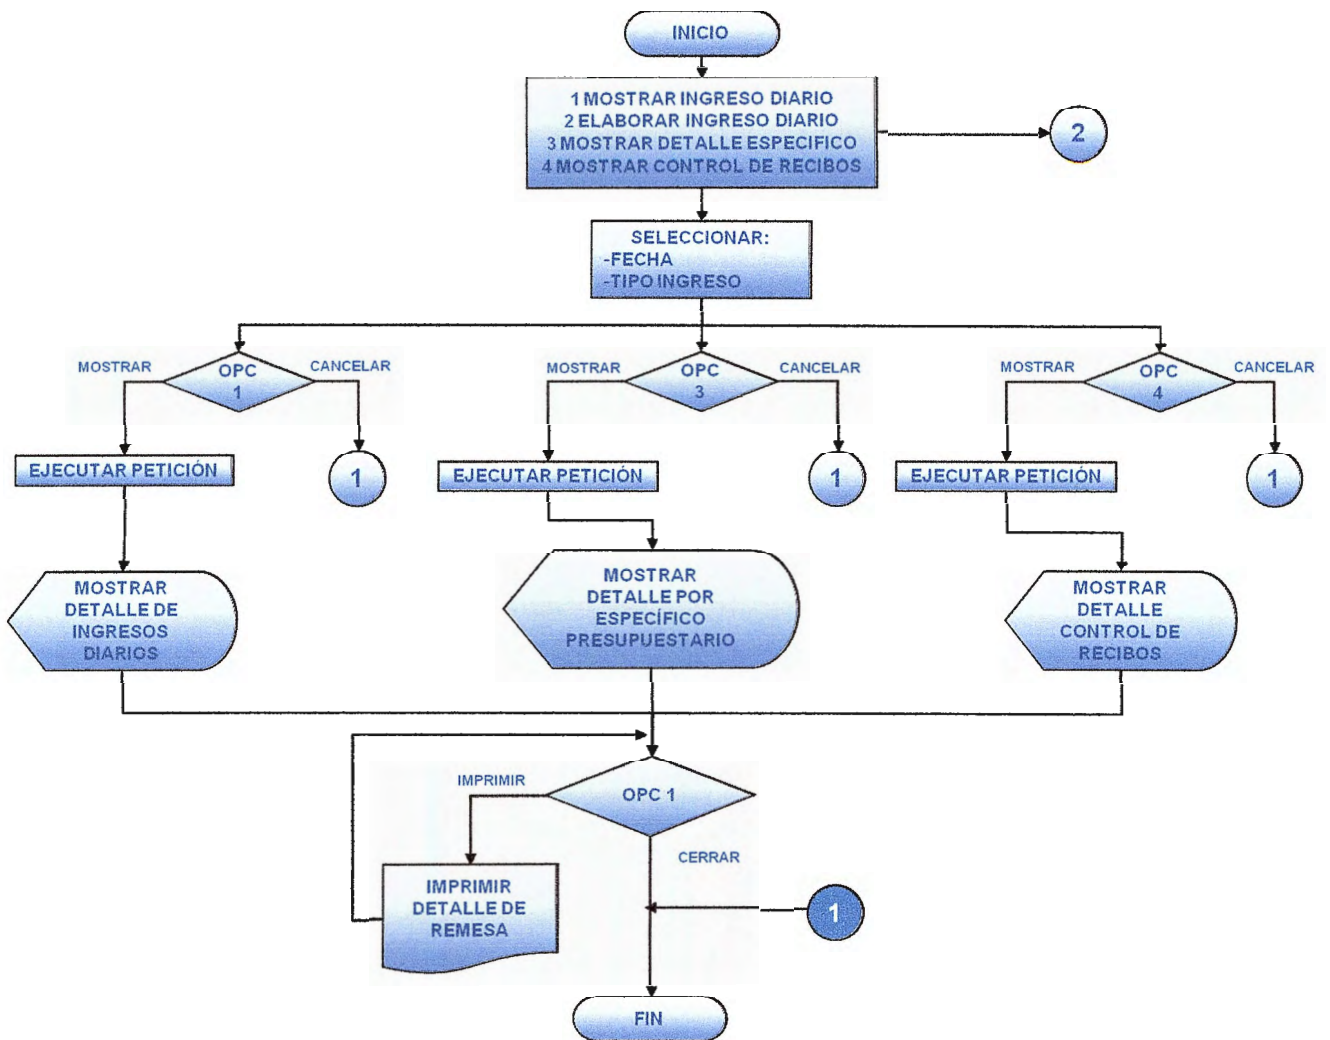 INICIO
1 MOSTRAR INGRESO DIARIO
2 ELABORAR INGRESO DIARIO
3 MOSTRAR DETALLE ESPECIFICO
4 MOSTRAR CONTROL DE RECIBOS
2
SELECCIONAR:
-FECHA
-TIPO INGRESO
MOSTRAR
OPC
1
CANCELAR
MOSTRAR
OPC
3
CANCELAR
MOSTRAR
OPC
4
CANCELAR
EJECUTAR PETICIÓN
1
EJECUTAR PETICIÓN
1
EJECUTAR PETICIÓN
1
MOSTRAR
DETALLE DE
INGRESOS
DIARIOS
MOSTRAR
DETALLE POR
ESPECÍFICO
PRESUPUESTARIO
MOSTRAR
DETALLE
CONTROL DE
RECIBOS
IMPRIMIR
OPC 1
CERRAR
IMPRIMIR
DETALLE DE
REMESA
1
FIN